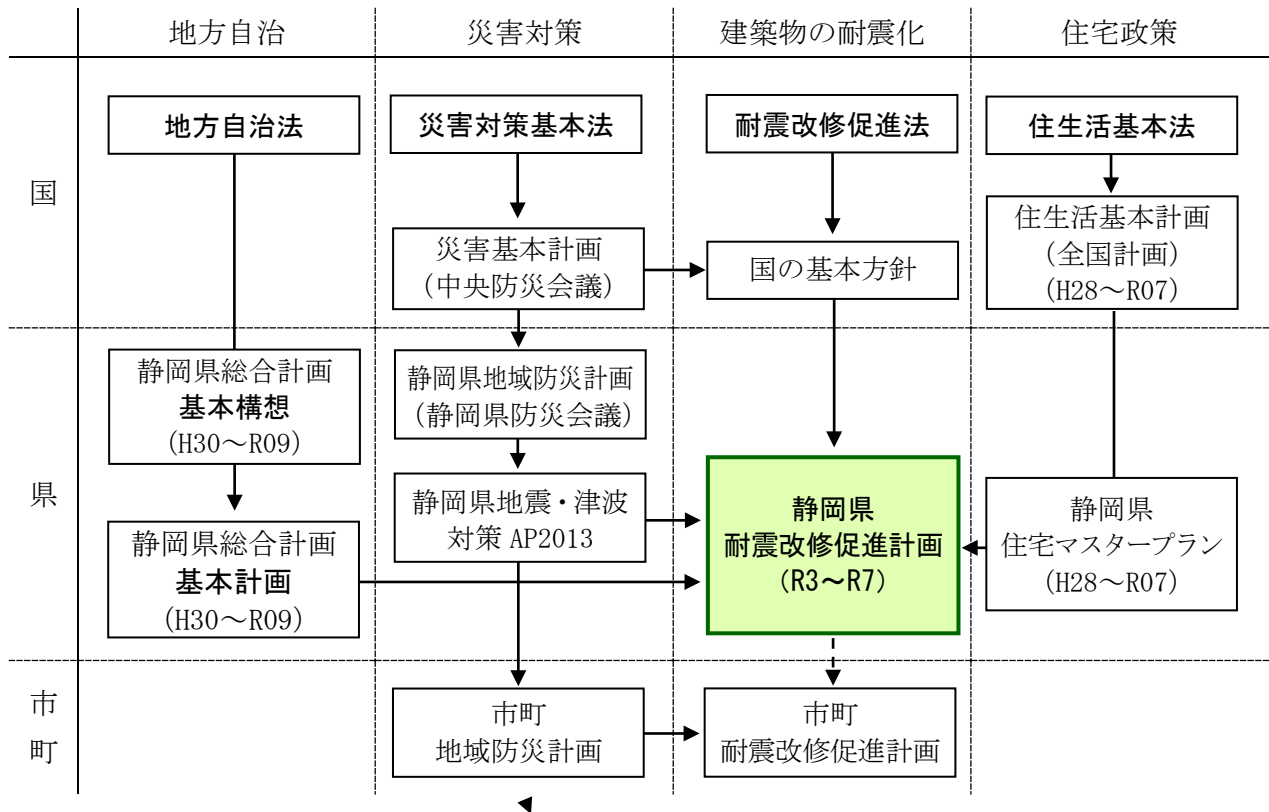 地方自治
災害対策
建築物の耐震化
住宅政策
国
地方自治法
災害対策基本法
耐震改修促進法
住生活基本法
災害基本計画
(中央防災会議)
国の基本方針
住生活基本計画
(全国計画)
(H28～R07)
県
静岡県総合計画
基本構想
(H30～R09)
静岡県地域防災計画
(静岡県防災会議)
静岡県総合計画
基本計画
(H30～R09)
静岡県地震・津波
対策 AP2013
静岡県
耐震改修促進計画
(R3～R7)
静岡県
住宅マスタープラン
(H28～R07)
市
町
市町
地域防災計画
市町
耐震改修促進計画